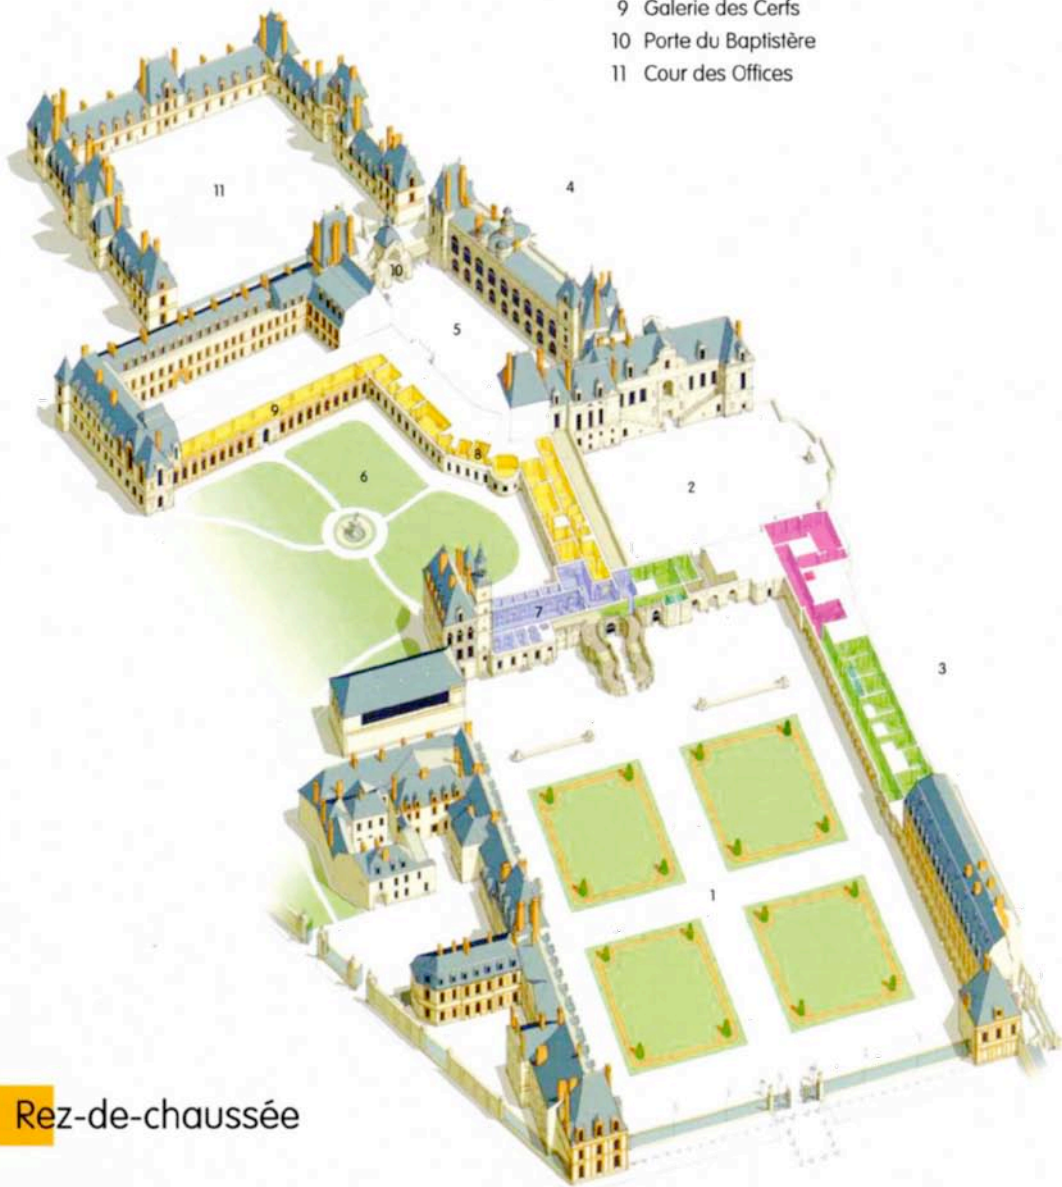 9 Galerie des Cerfs
10 Porte du Baptistère
11 Cour des Offices
11
4
10
5
9
8
6
2
7
3
1
Rez-de-chaussée